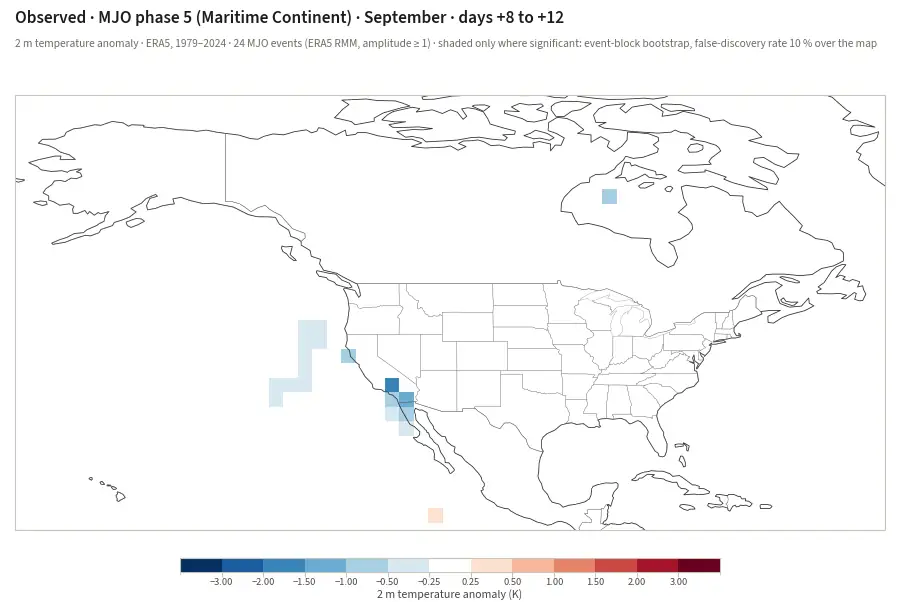 Observed · MJO phase 5 (Maritime Continent) · September · days +8 to +12
2 m temperature anomaly · ERA5, 1979–2024 · 24 MJO events (ERA5 RMM, amplitude ≥ 1) · shaded only where significant: event-block bootstrap, false-discovery rate 10 % over the map
−3.00 −2.00 −1.50 −1.00 −0.50 −0.25 0.25 0.50 1.00 1.50 2.00 3.00
2 m temperature anomaly (K)